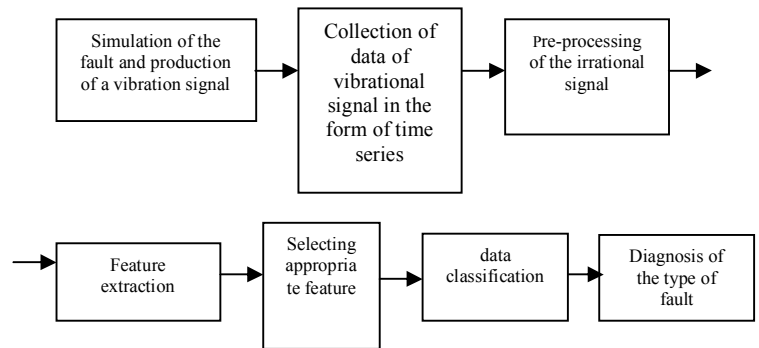 Simulation of the
fault and production
of a vibration signal
Collection of
data of
vibrational
signal in the
form of time
series
Pre-processing
of the irrational
signal
Feature
extraction
Selecting
appropria
te feature
data
classification
Diagnosis of
the type of
fault